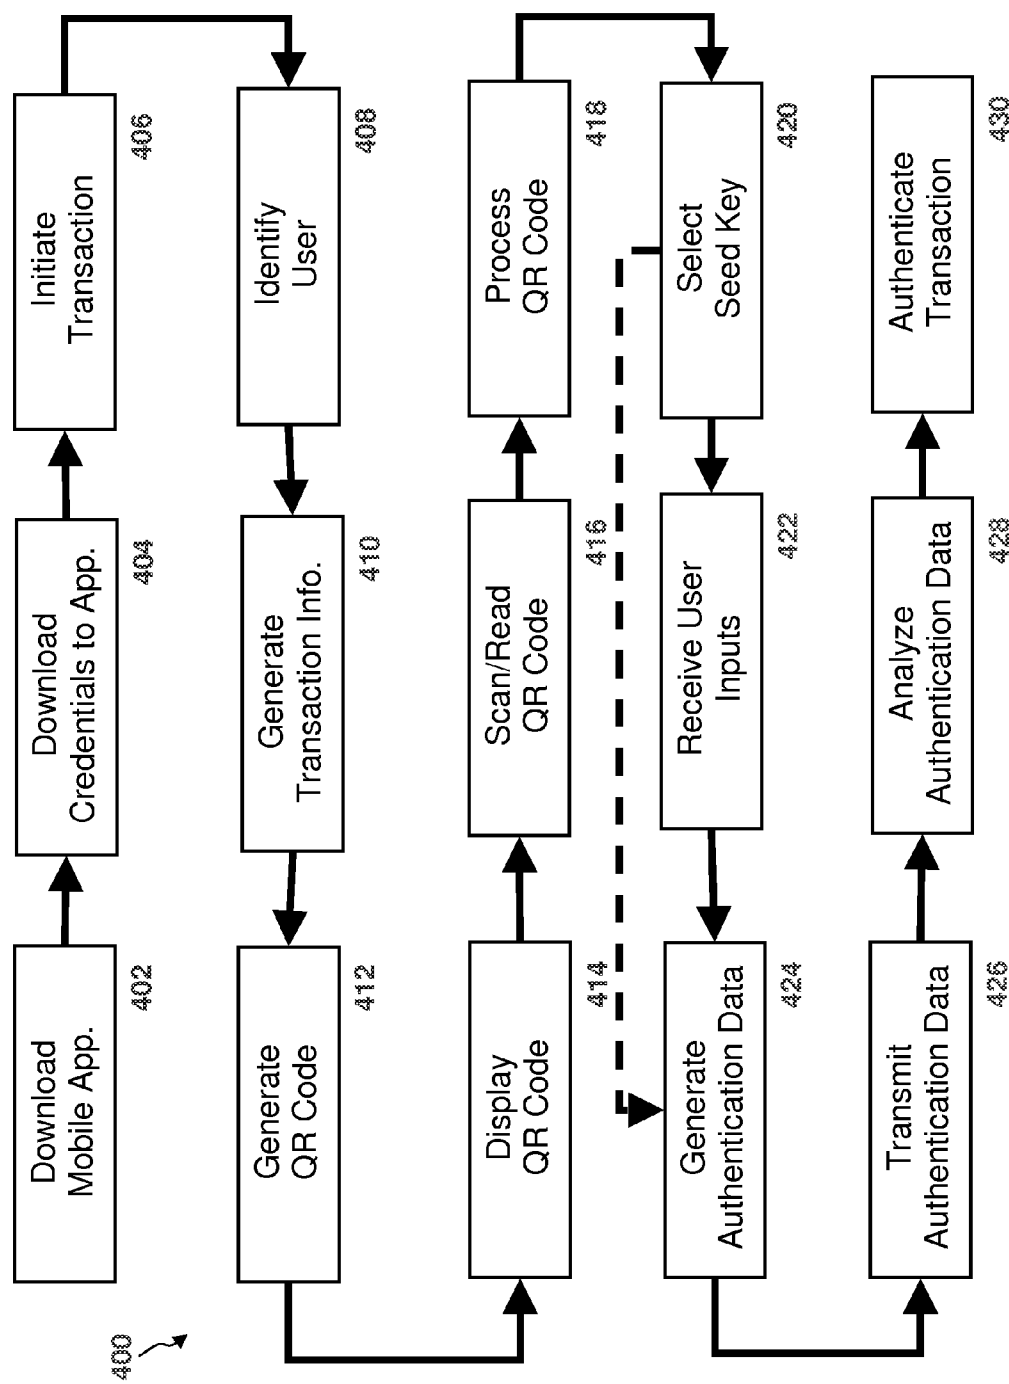 400
Download
Mobile App.
402
Download
Credentials to App.
404
Initiate
Transaction
406
Identify
User
408
Generate
Transaction Info.
410
Generate
QR Code
412
Display
QR Code
414
Scan/Read
QR Code
416
Process
QR Code
418
Select
Seed Key
420
Receive User
Inputs
422
Generate
Authentication Data
424
Transmit
Authentication Data
426
Analyze
Authentication Data
428
Authenticate
Transaction
430